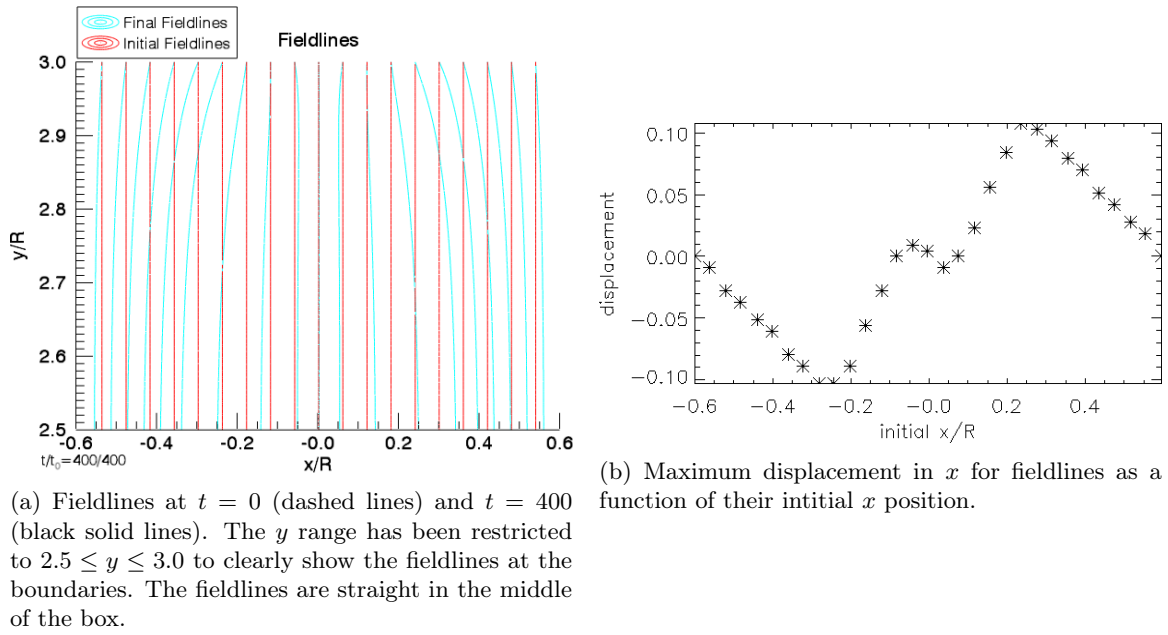 Final Fieldlines
Initial Fieldlines
Fieldlines
3.0
2.9
2.8
2.7
2.6
2.5
y/R
-0.6
-0.4
-0.2
-0.0
0.2
0.4
0.6
x/R
t/t₀=400/400
(a) Fieldlines at t = 0 (dashed lines) and t = 400
(black solid lines). The y range has been restricted
to 2.5 ≤ y ≤ 3.0 to clearly show the fieldlines at the
boundaries. The fieldlines are straight in the middle
of the box.
0.10
0.05
0.00
−0.05
−0.10
displacement
−0.6
−0.4
−0.2
−0.0
0.2
0.4
initial x/R
(b) Maximum displacement in x for fieldlines as a
function of their intitial x position.